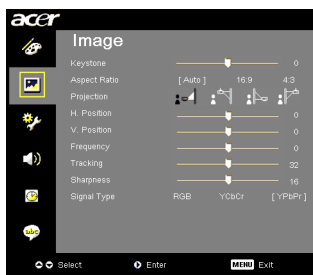 acer
Image
Keystone 0
Aspect Ratio [ Auto ] 16:9 4:3
Projection
H. Position 0
V. Position 0
Frequency 0
Tracking 32
Sharpness 16
Signal Type RGB YCbCr [ YPbPr ]
abc
Select Enter MENU Exit